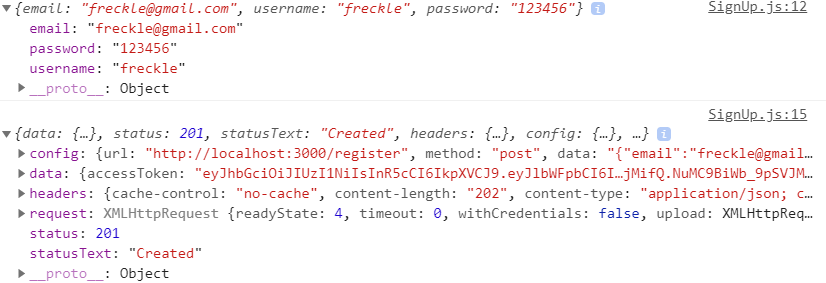 {email: "freckle@gmail.com", username: "freckle", password: "123456"} i SignUp.js:12
email: "freckle@gmail.com"
password: "123456"
username: "freckle"
__proto__: Object
SignUp.js:15
{data: {…}, status: 201, statusText: "Created", headers: {…}, config: {…}, …} i
config: {url: "http://localhost:3000/register", method: "post", data: "{"email":"freckle@gmail…
data: {accessToken: "eyJhbGciOiJIUzI1NiIsInR5cCI6IkpXVCJ9.eyJlbWFpbCI6I…jMifQ.NuMC9BiWb_9pSVJM…
headers: {cache-control: "no-cache", content-length: "202", content-type: "application/json; c…
request: XMLHttpRequest {readyState: 4, timeout: 0, withCredentials: false, upload: XMLHttpReq…
status: 201
statusText: "Created"
__proto__: Object